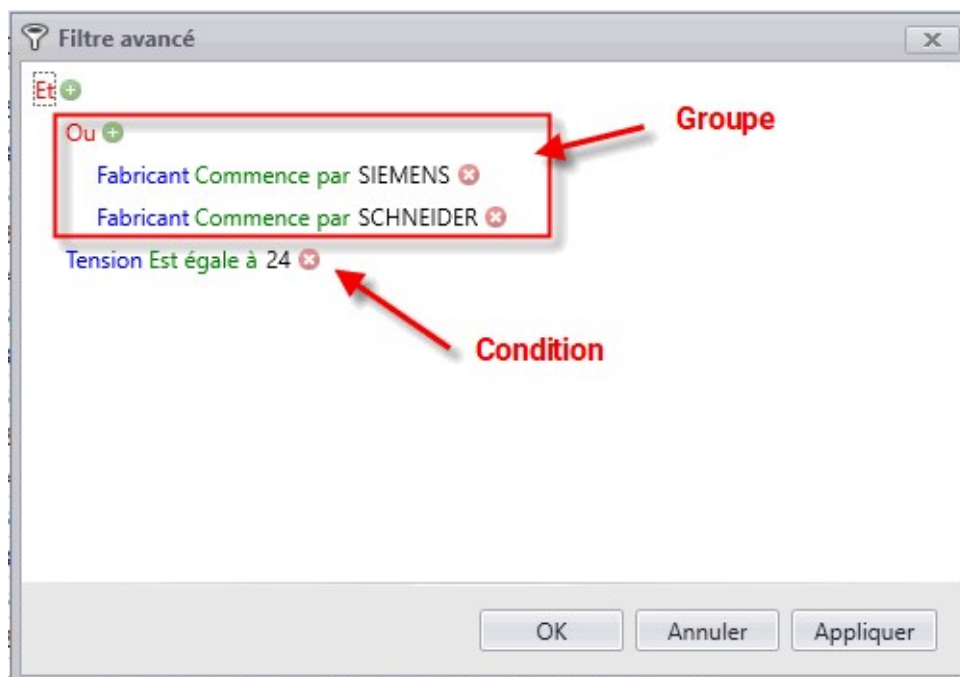 Filtre avancé
Et
Ou
Groupe
Fabricant Commence par SIEMENS
Fabricant Commence par SCHNEIDER
Tension Est égale à 24
Condition
OK Annuler Appliquer